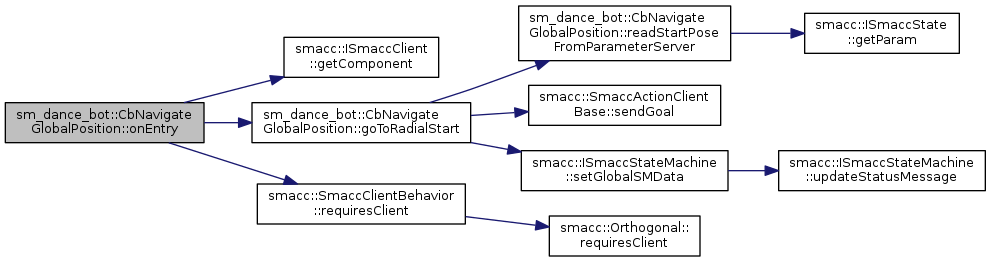 sm_dance_bot::CbNavigate
GlobalPosition::onEntry
smacc::ISmaccClient
::getComponent
sm_dance_bot::CbNavigate
GlobalPosition::goToRadialStart
smacc::SmaccClientBehavior
::requiresClient
sm_dance_bot::CbNavigate
GlobalPosition::readStartPose
FromParameterServer
smacc::SmaccActionClient
Base::sendGoal
smacc::ISmaccStateMachine
::setGlobalSMData
smacc::Orthogonal::
requiresClient
smacc::ISmaccState
::getParam
smacc::ISmaccStateMachine
::updateStatusMessage